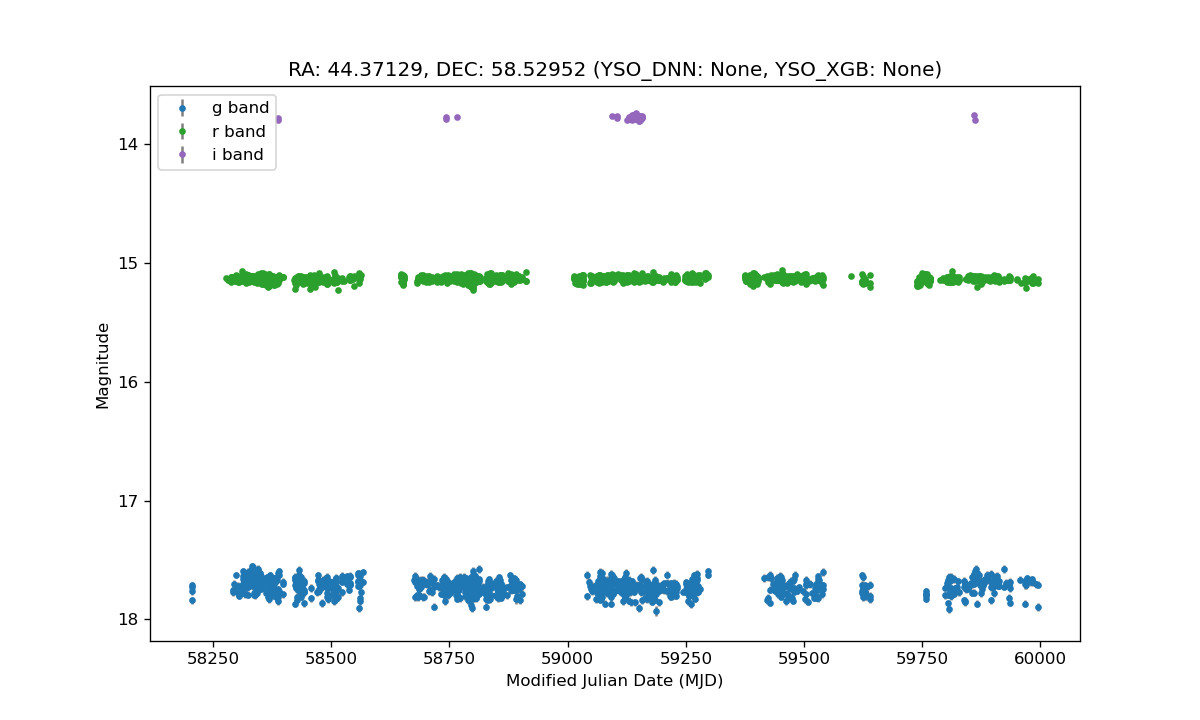 RA: 44.37129, DEC: 58.52952 (YSO_DNN: None, YSO_XGB: None)
g band
r band
i band
14
15
16
17
18
Magnitude
58250 58500 58750 59000 59250 59500 59750 60000
Modified Julian Date (MJD)